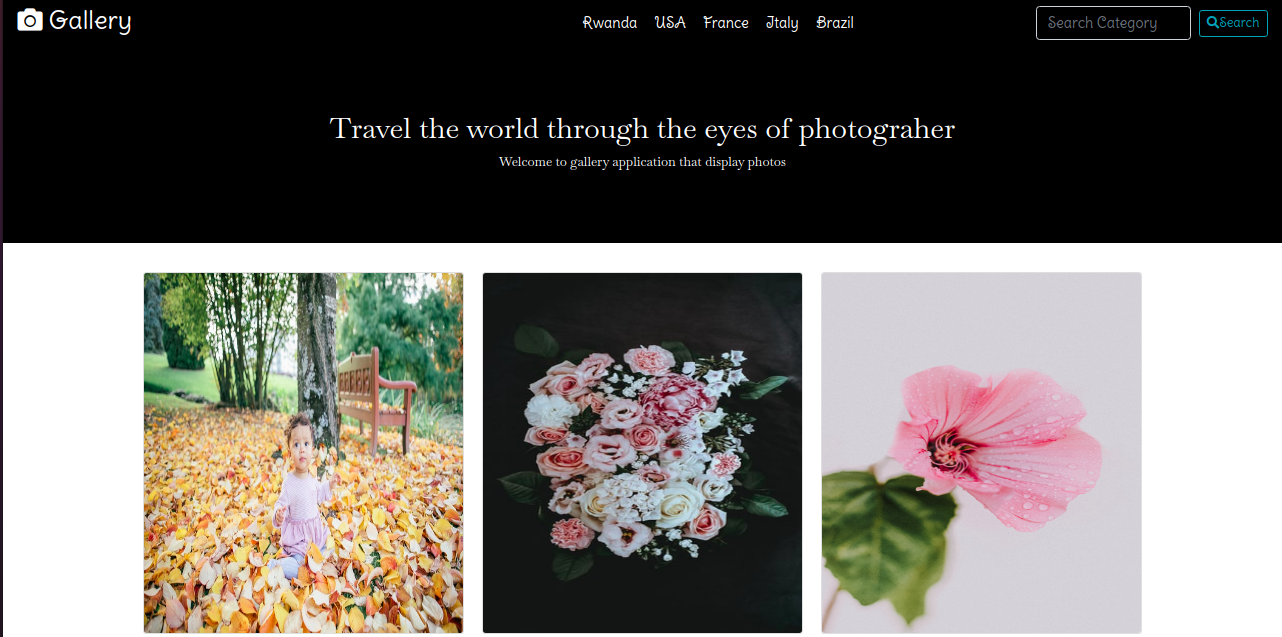 Gallery
Rwanda USA France Italy Brazil
Search Category
Search
Travel the world through the eyes of photograher
Welcome to gallery application that display photos